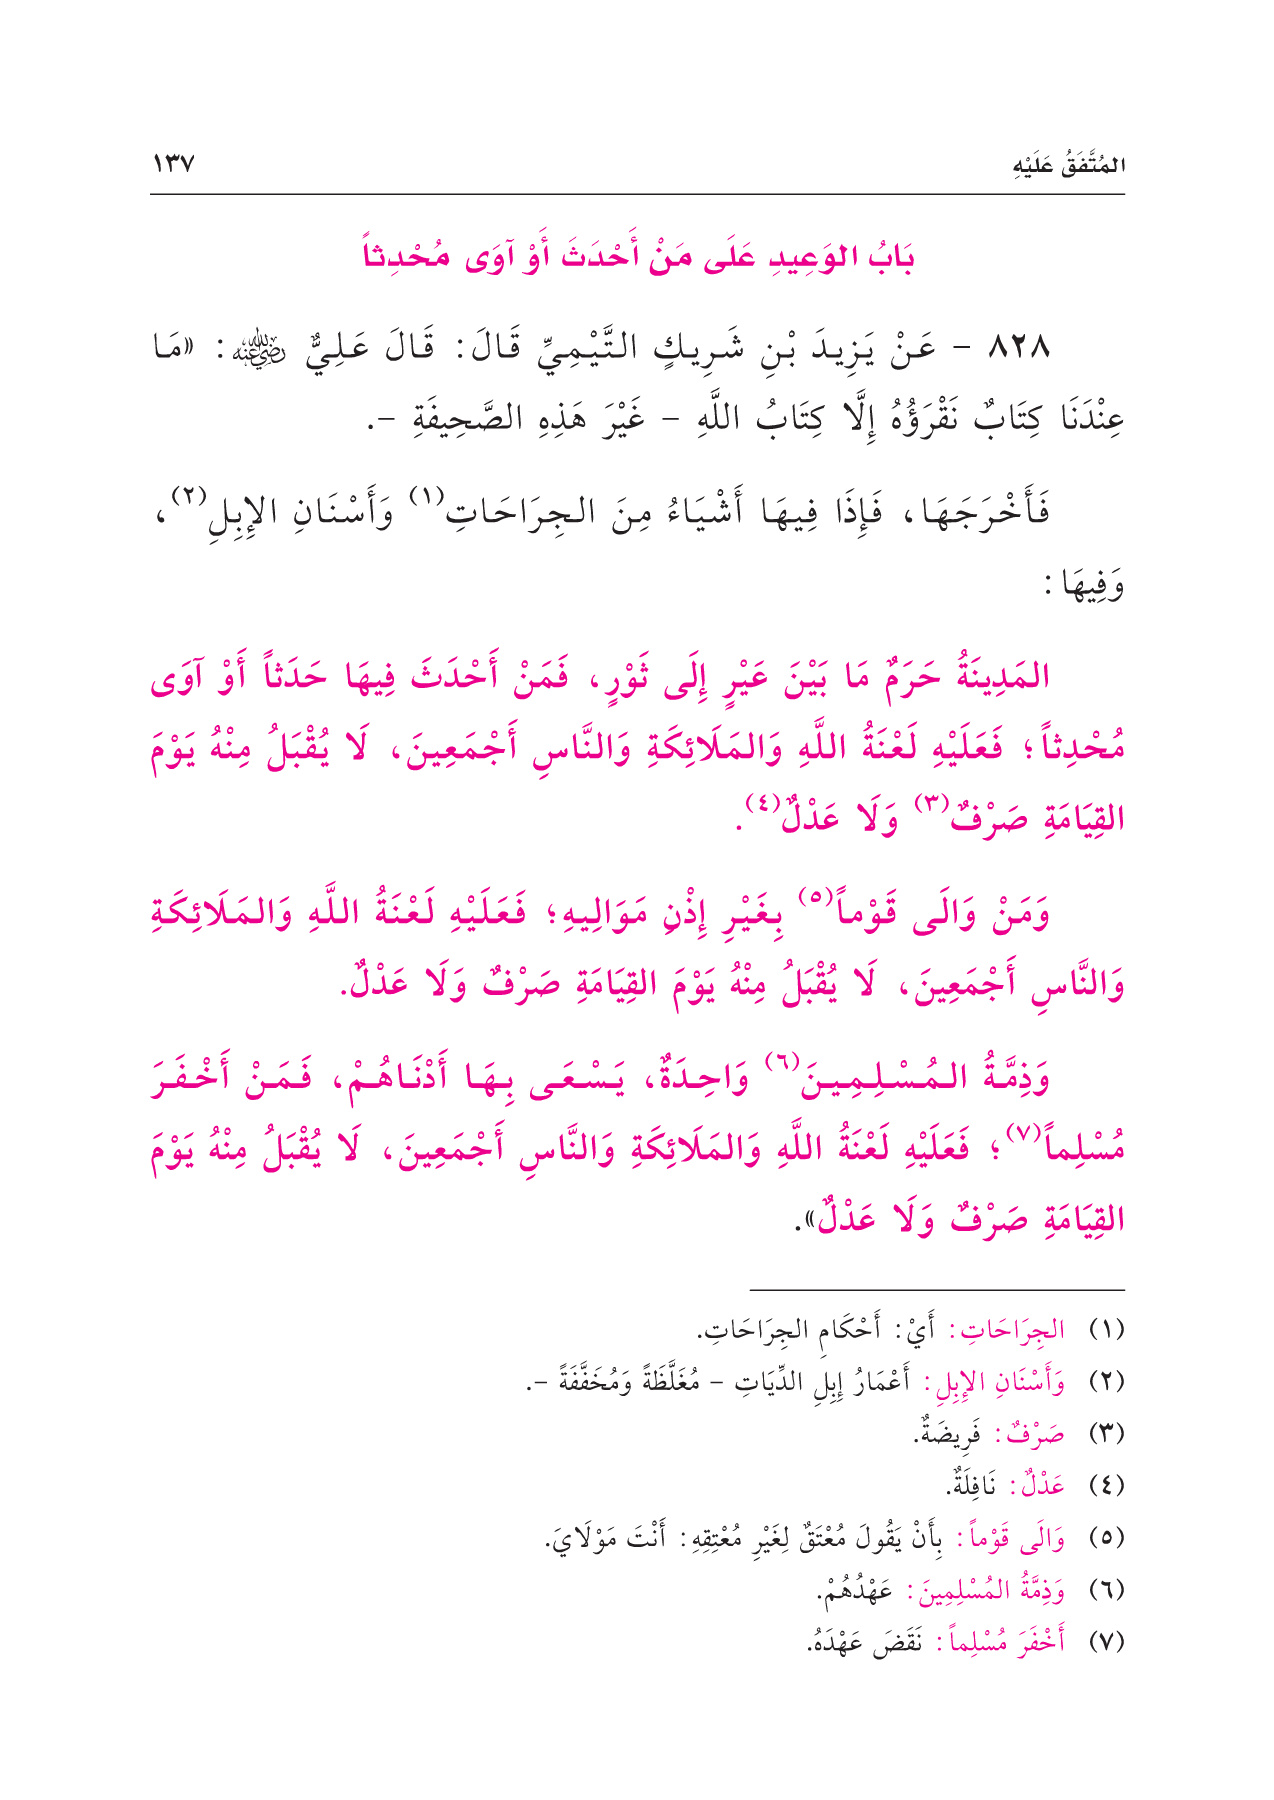 المُتَّفَقُ عَلَيْهِ ١٣٧
بَابُ الوَعِيدِ عَلَى مَنْ أَحْدَثَ أَوْ آوَى مُحْدِثاً
٨٢٨ - عَنْ يَزِيدَ بْنِ شَرِيكٍ التَّيْمِيِّ قَالَ: قَالَ عَلِيٌّ رضي الله عنه: «مَا
عِنْدَنَا كِتَابٌ نَقْرَؤُهُ إِلَّا كِتَابُ اللَّهِ - غَيْرَ هَذِهِ الصَّحِيفَةِ -.
فَأَخْرَجَهَا، فَإِذَا فِيهَا أَشْيَاءُ مِنَ الجِرَاحَاتِ(١) وَأَسْنَانِ الإِبِلِ(٢)،
وَفِيهَا:
المَدِينَةُ حَرَمٌ مَا بَيْنَ عَيْرٍ إِلَى ثَوْرٍ، فَمَنْ أَحْدَثَ فِيهَا حَدَثاً أَوْ آوَى
مُحْدِثاً؛ فَعَلَيْهِ لَعْنَةُ اللَّهِ وَالمَلَائِكَةِ وَالنَّاسِ أَجْمَعِينَ، لَا يُقْبَلُ مِنْهُ يَوْمَ
القِيَامَةِ صَرْفٌ(٣) وَلَا عَدْلٌ(٤).
وَمَنْ وَالَى قَوْماً(٥) بِغَيْرِ إِذْنِ مَوَالِيهِ؛ فَعَلَيْهِ لَعْنَةُ اللَّهِ وَالمَلَائِكَةِ
وَالنَّاسِ أَجْمَعِينَ، لَا يُقْبَلُ مِنْهُ يَوْمَ القِيَامَةِ صَرْفٌ وَلَا عَدْلٌ.
وَذِمَّةُ المُسْلِمِينَ(٦) وَاحِدَةٌ، يَسْعَى بِهَا أَدْنَاهُمْ، فَمَنْ أَخْفَرَ
مُسْلِماً(٧)؛ فَعَلَيْهِ لَعْنَةُ اللَّهِ وَالمَلَائِكَةِ وَالنَّاسِ أَجْمَعِينَ، لَا يُقْبَلُ مِنْهُ يَوْمَ
القِيَامَةِ صَرْفٌ وَلَا عَدْلٌ».
(١) الجِرَاحَاتِ: أَيْ: أَحْكَامِ الجِرَاحَاتِ.
(٢) وَأَسْنَانِ الإِبِلِ: أَعْمَارُ إِبِلِ الدِّيَاتِ - مُغَلَّظَةً وَمُخَفَّفَةً -.
(٣) صَرْفٌ: فَرِيضَةٌ.
(٤) عَدْلٌ: نَافِلَةٌ.
(٥) وَالَى قَوْماً: بِأَنْ يَقُولَ مُعْتَقٌ لِغَيْرِ مُعْتِقِهِ: أَنْتَ مَوْلَايَ.
(٦) وَذِمَّةُ المُسْلِمِينَ: عَهْدُهُمْ.
(٧) أَخْفَرَ مُسْلِماً: نَقَضَ عَهْدَهُ.